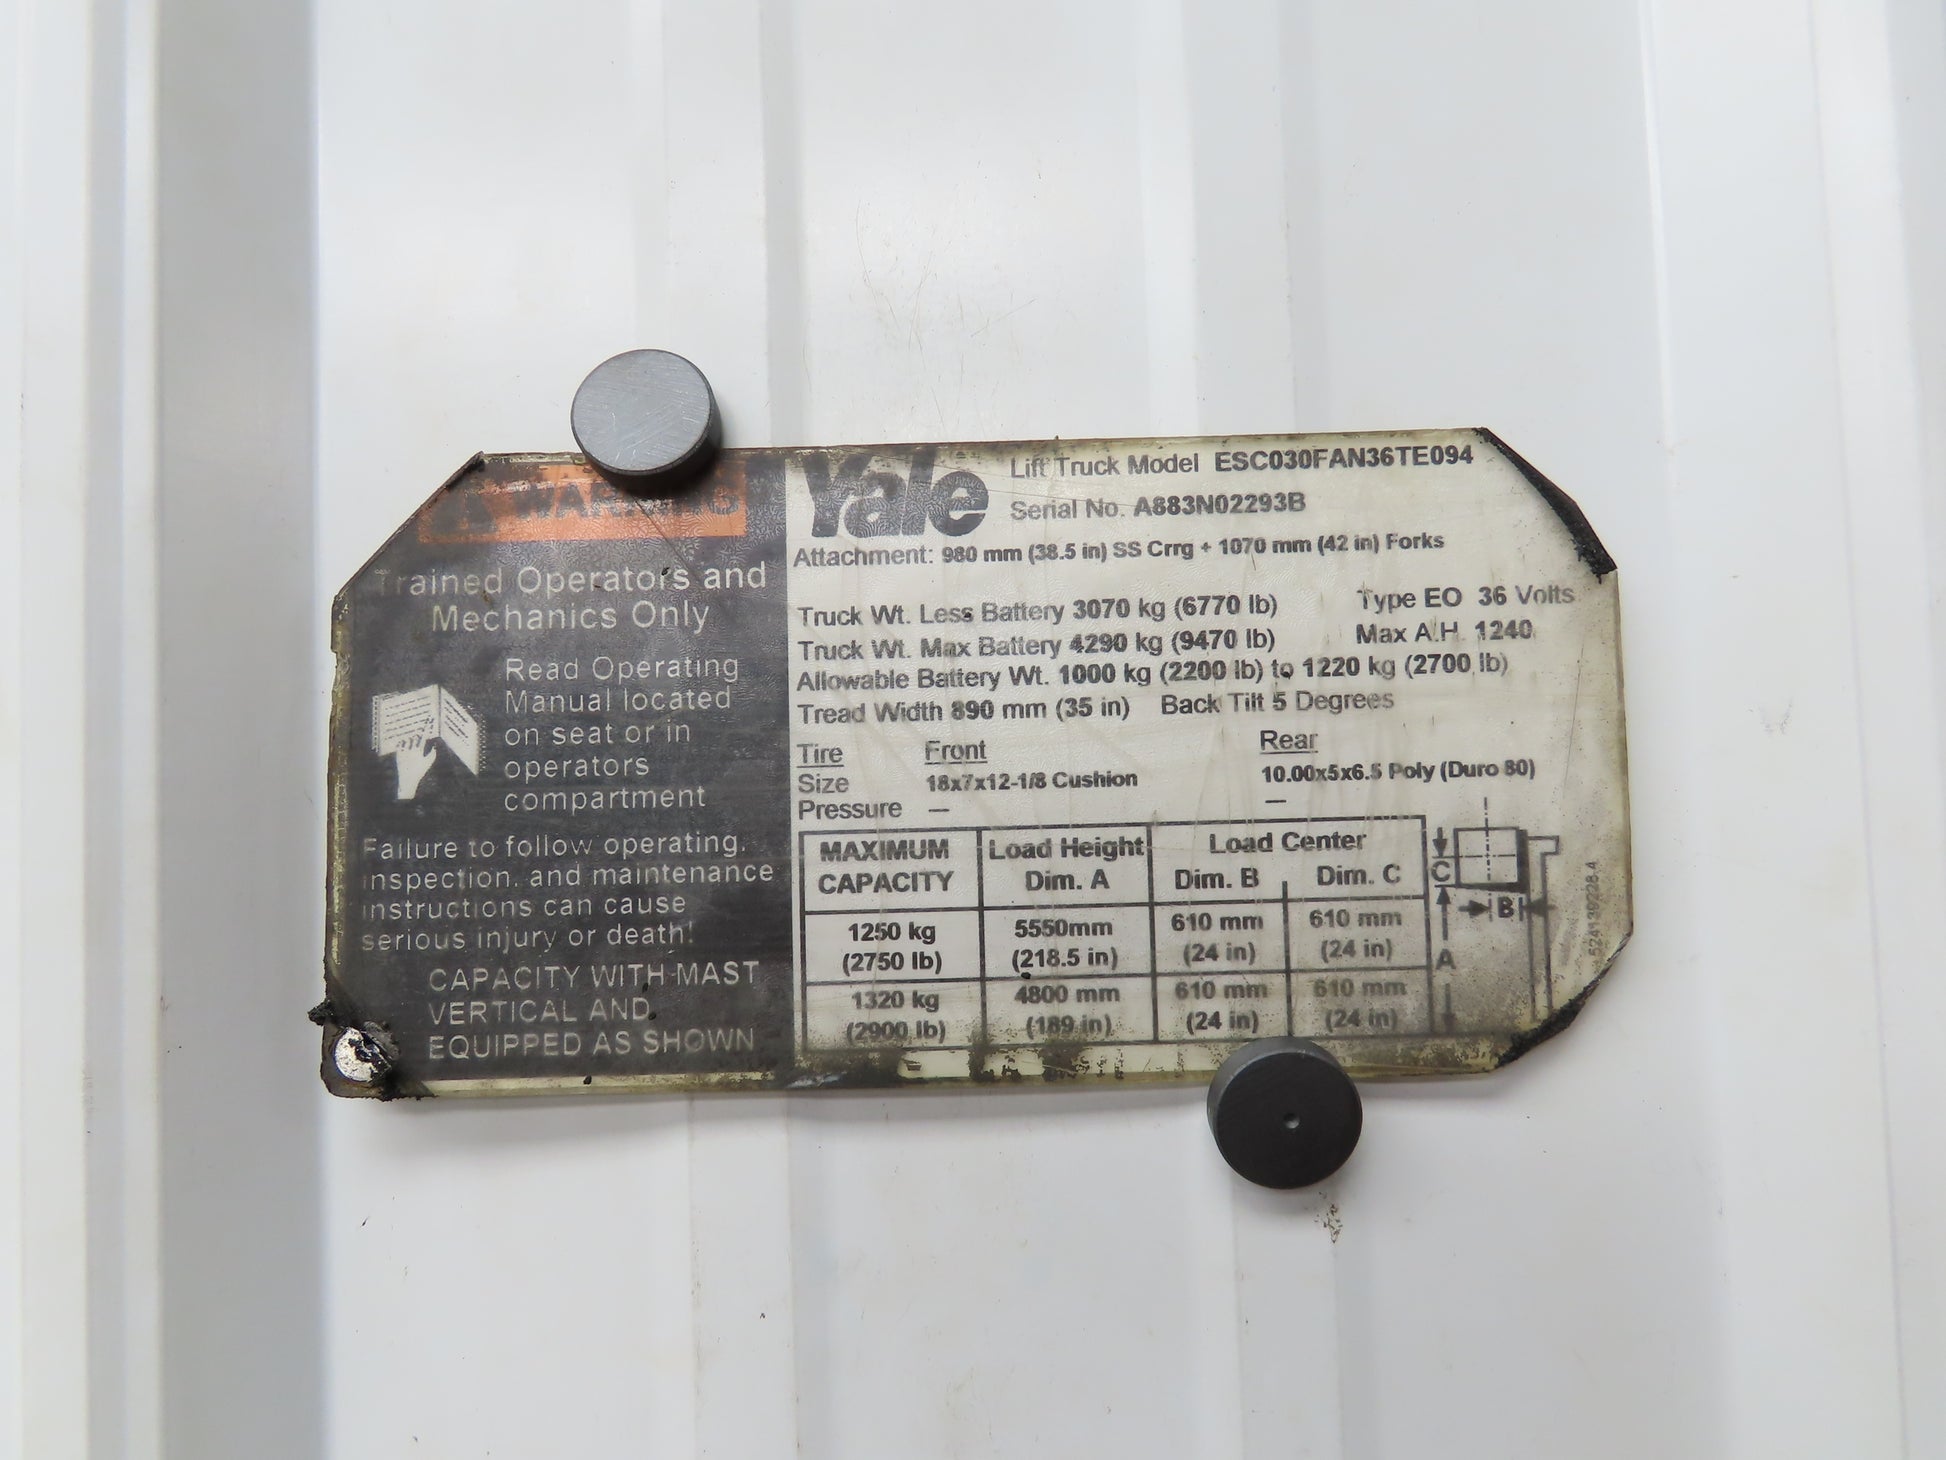 WARNING
Trained Operators and
Mechanics Only
Read Operating
Manual located
on seat or in
operators
compartment
Failure to follow operating,
inspection, and maintenance
instructions can cause
serious injury or death!
CAPACITY WITH MAST
VERTICAL AND
EQUIPPED AS SHOWN
Yale
Lift Truck Model ESC030FAN36TE094
Serial No. A883N02293B
Attachment: 980 mm (38.5 in) SS Crrg + 1070 mm (42 in) Forks
Truck Wt. Less Battery 3070 kg (6770 lb) Type EO 36 Volts
Truck Wt. Max Battery 4290 kg (9470 lb) Max A.H. 1240
Allowable Battery Wt. 1000 kg (2200 lb) to 1220 kg (2700 lb)
Tread Width 890 mm (35 in) Back Tilt 5 Degrees
Tire Front Rear
Size 18x7x12-1/8 Cushion 10.00x5x6.5 Poly (Duro 80)
Pressure — —
MAXIMUM CAPACITY Load Height Dim. A Load Center Dim. B Dim. C
1250 kg 5550mm 610 mm 610 mm
(2750 lb) (218.5 in) (24 in) (24 in)
1320 kg 4800 mm 610 mm 610 mm
(2900 lb) (189 in) (24 in) (24 in)
C
B
A
524139228-A